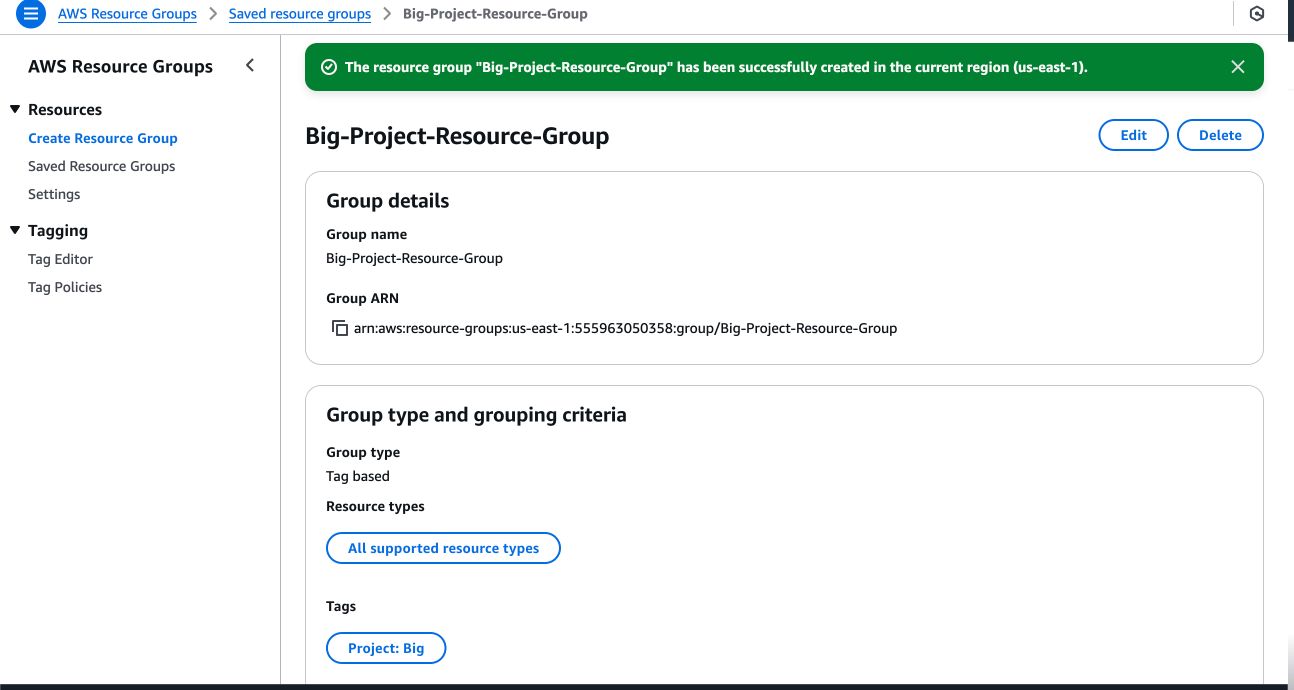 AWS Resource Groups > Saved resource groups > Big-Project-Resource-Group
AWS Resource Groups
Resources
Create Resource Group
Saved Resource Groups
Settings
Tagging
Tag Editor
Tag Policies
The resource group "Big-Project-Resource-Group" has been successfully created in the current region (us-east-1).
Big-Project-Resource-Group
Edit
Delete
Group details
Group name
Big-Project-Resource-Group
Group ARN
arn:aws:resource-groups:us-east-1:555963050358:group/Big-Project-Resource-Group
Group type and grouping criteria
Group type
Tag based
Resource types
All supported resource types
Tags
Project: Big